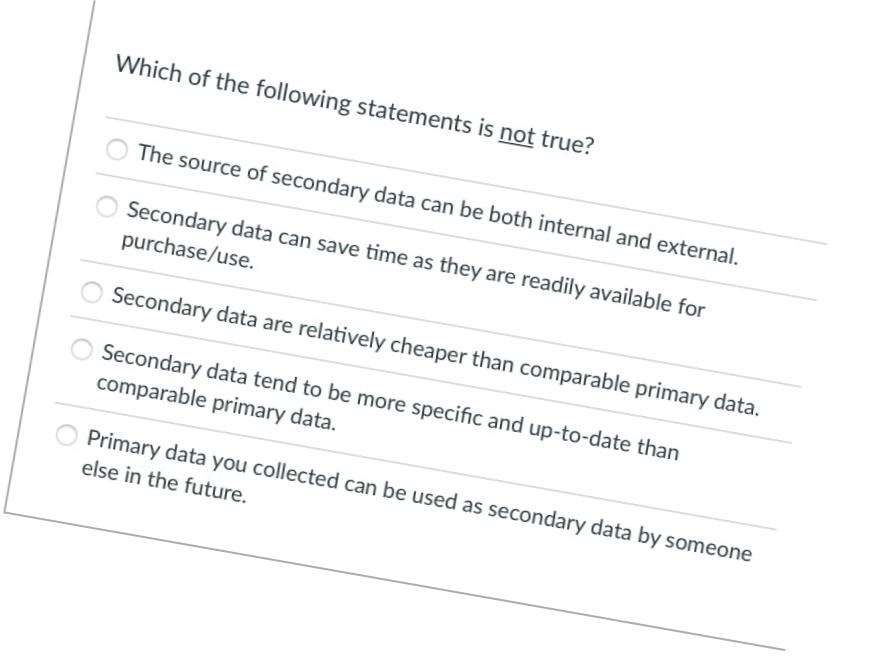 Which of the following statements is not true?
The source of secondary data can be both internal and external.
Secondary data can save time as they are readily available for
purchase/use.
Secondary data are relatively cheaper than comparable primary data.
Secondary data tend to be more specific and up-to-date than
comparable primary data.
Primary data you collected can be used as secondary data by someone
else in the future.